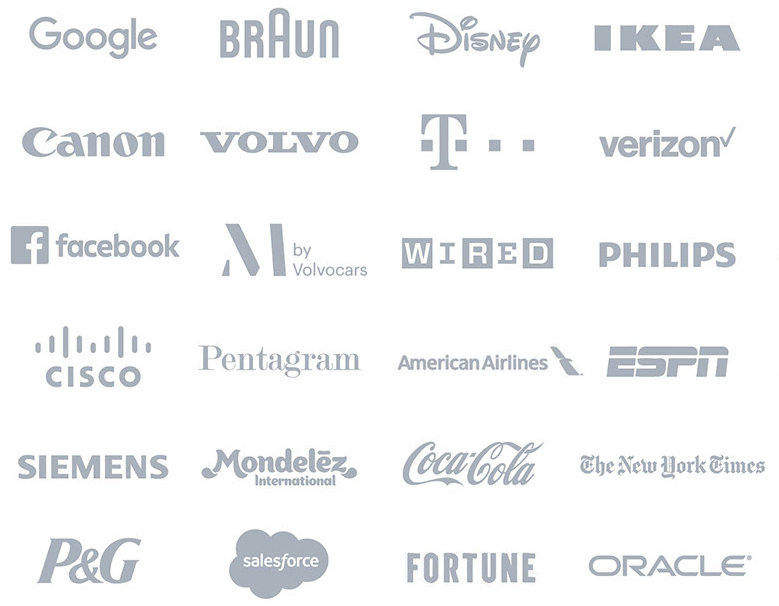 Google BRAUN Disney IKEA
Canon VOLVO T verizon
facebook M by Volvocars WIRED PHILIPS
CISCO Pentagram American Airlines ESPN
SIEMENS Mondelēz International Coca-Cola The New York Times
P&G salesforce FORTUNE ORACLE